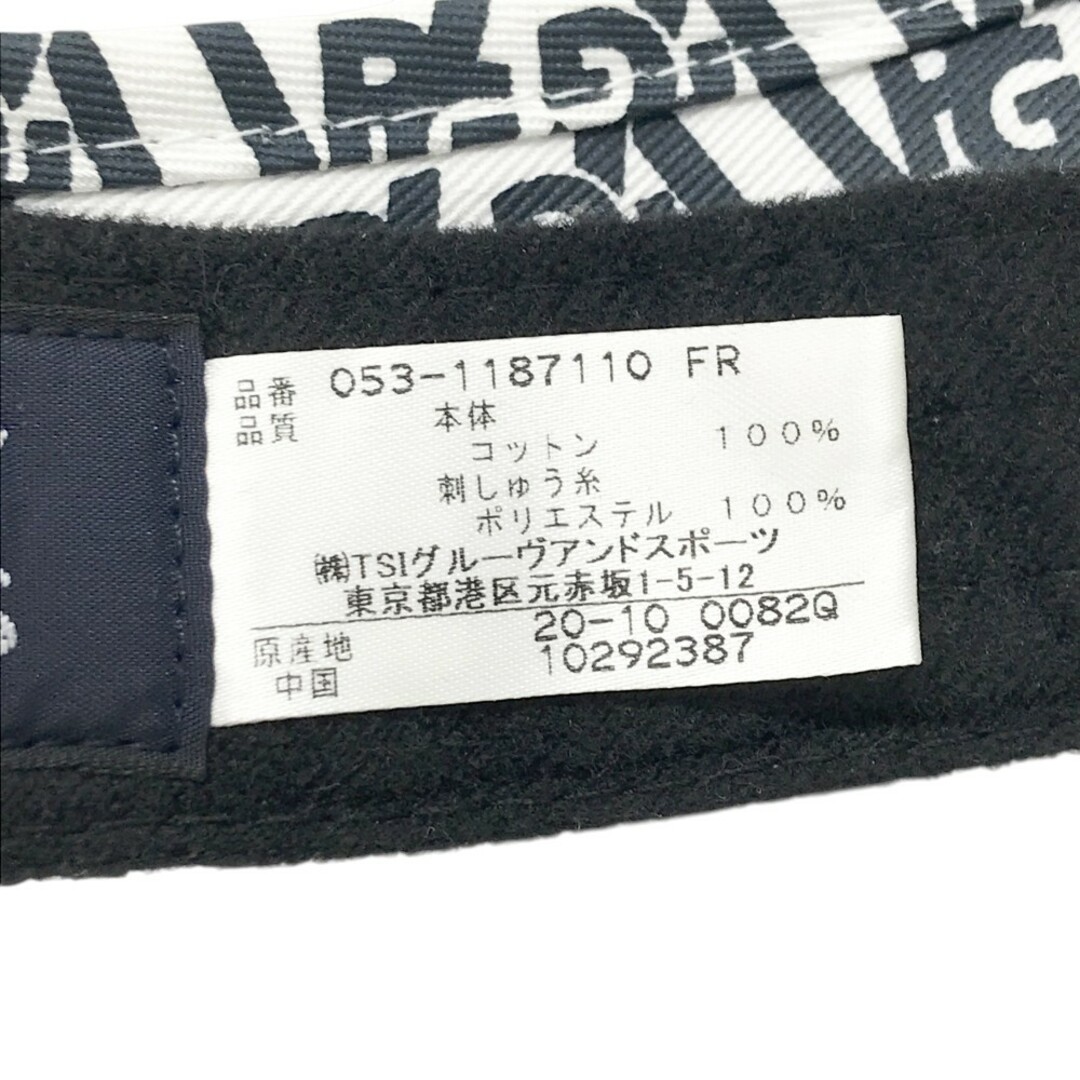 品番 053-1187110 FR
品質 本体
コットン 100%
刺しゅう糸
ポリエステル 100%
㈱TSIグルーヴアンドスポーツ
東京都港区元赤坂1-5-12
20-10 0082Q
原産地 10292387
中国